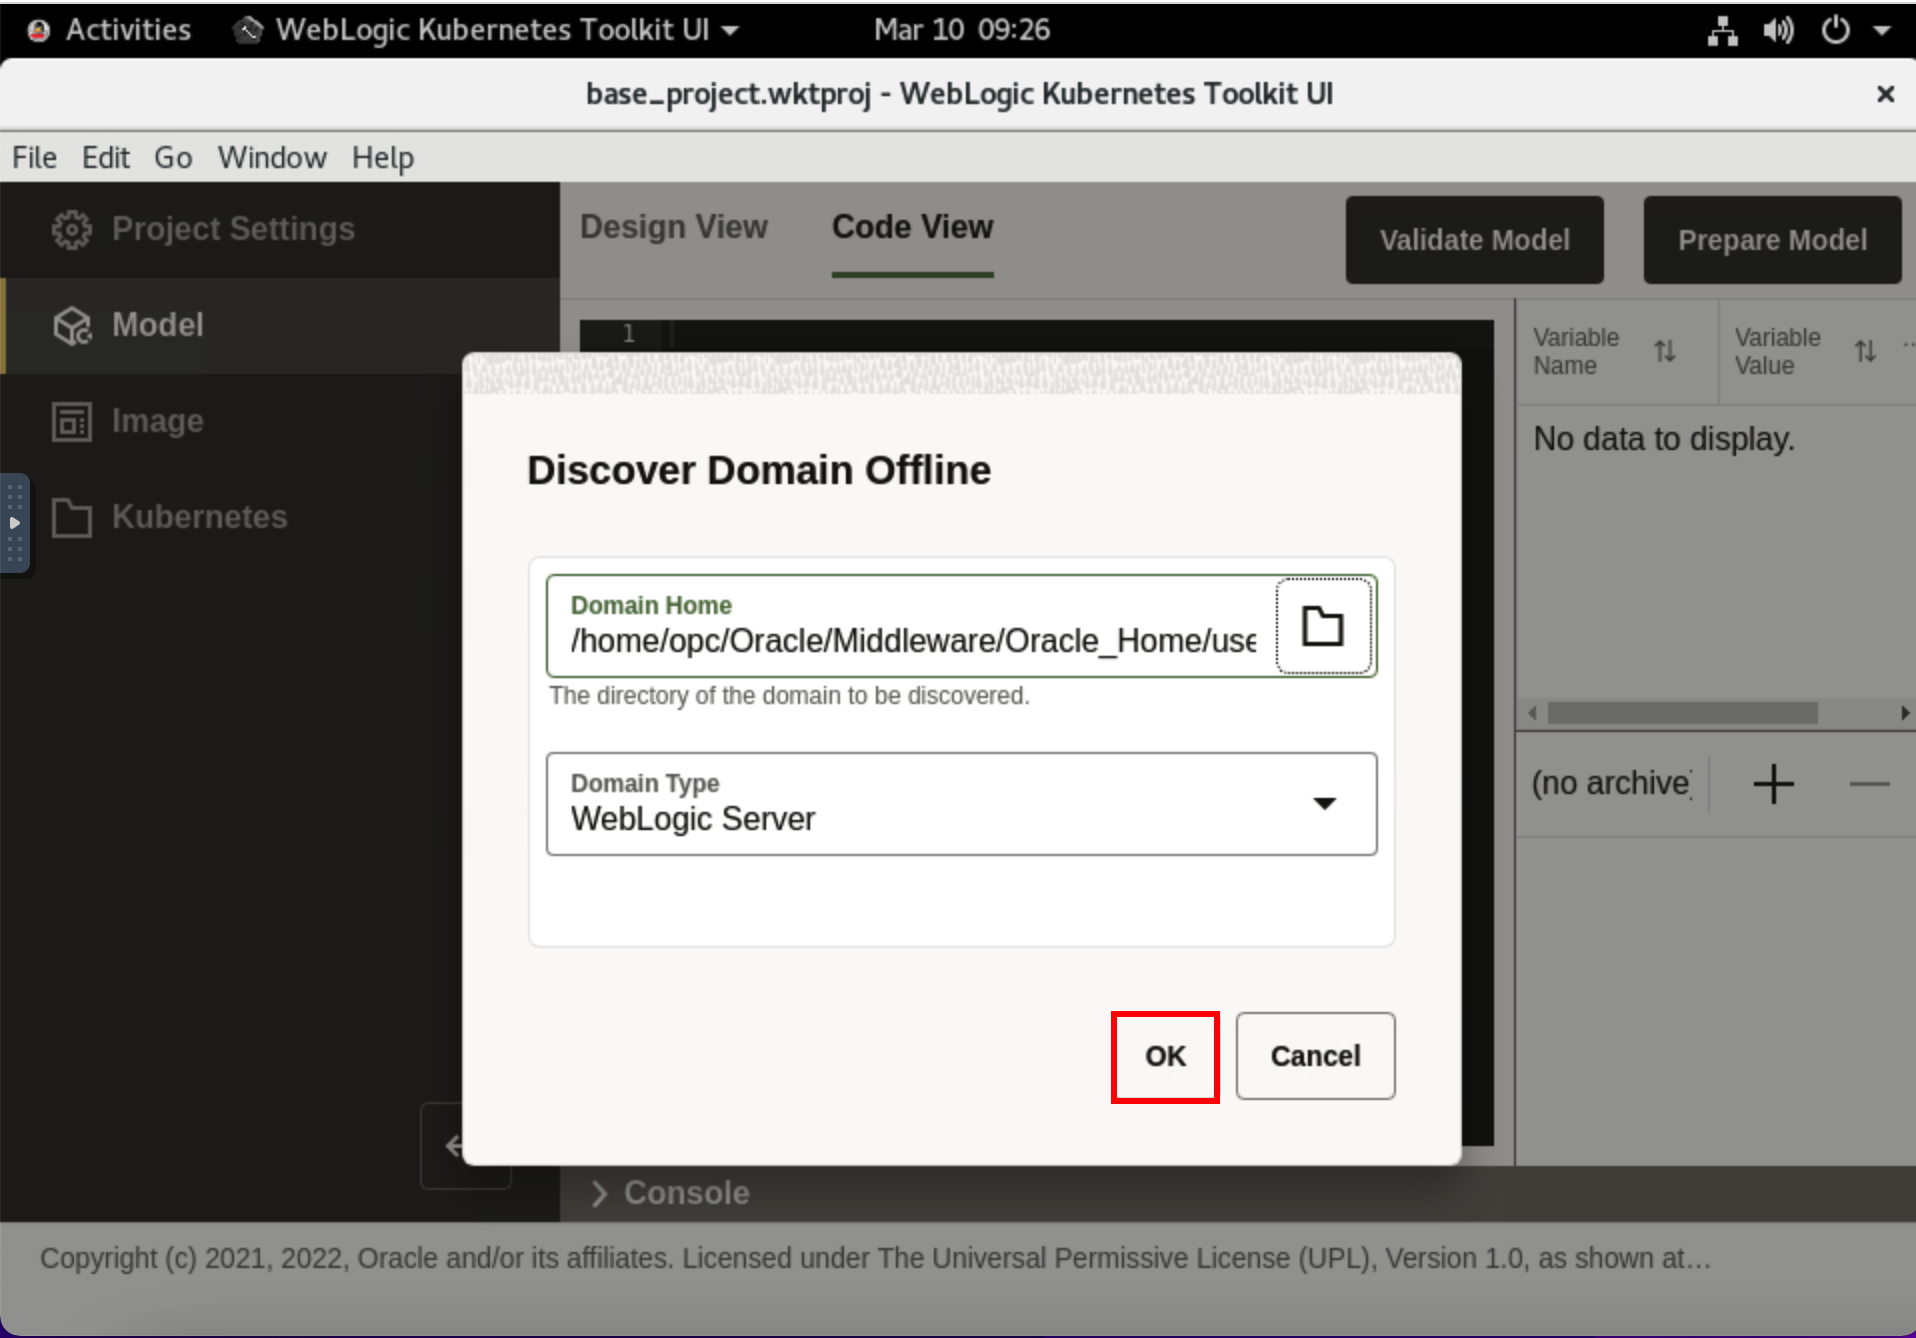 Activities WebLogic Kubernetes Toolkit UI Mar 10 09:26
base_project.wktproj - WebLogic Kubernetes Toolkit UI
File Edit Go Window Help
Project Settings
Model
Image
Kubernetes
Design View Code View
Validate Model Prepare Model
1
Variable Name
Variable Value
No data to display.
(no archive)
Discover Domain Offline
Domain Home
/home/opc/Oracle/Middleware/Oracle_Home/use
The directory of the domain to be discovered.
Domain Type
WebLogic Server
OK Cancel
Console
Copyright (c) 2021, 2022, Oracle and/or its affiliates. Licensed under The Universal Permissive License (UPL), Version 1.0, as shown at…